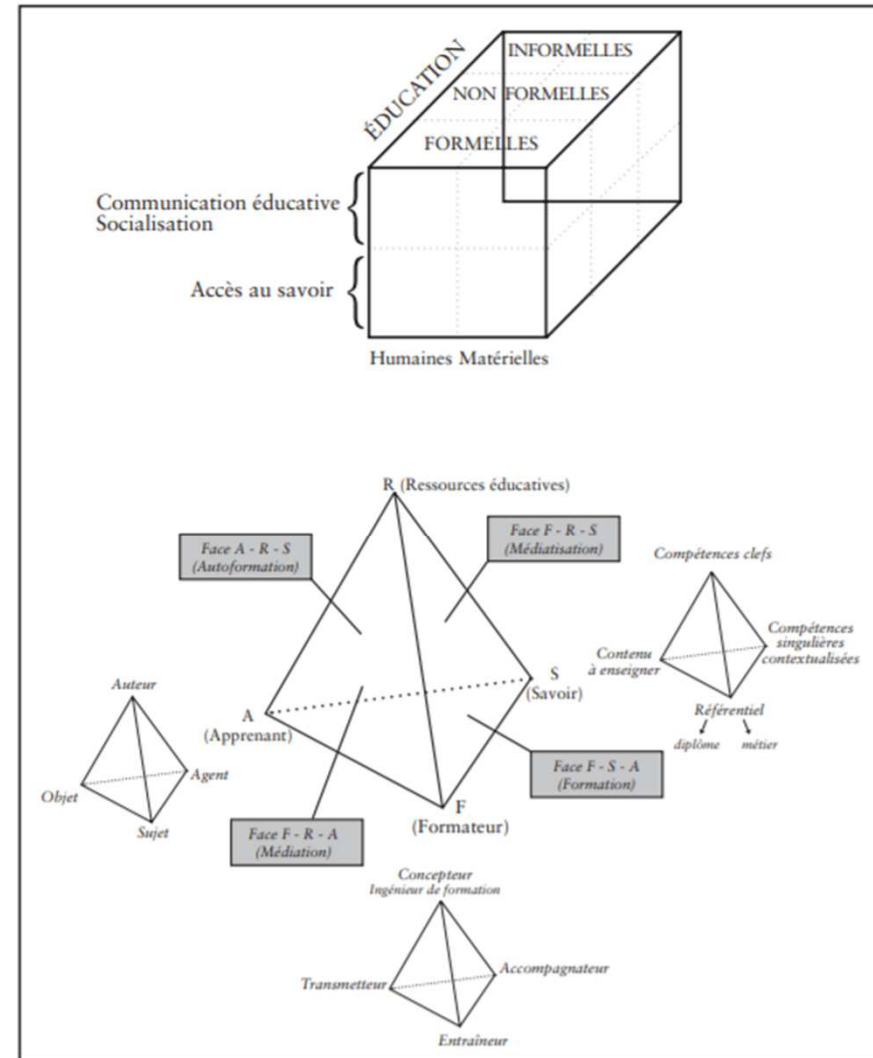 ÉDUCATION
INFORMELLES
NON FORMELLES
FORMELLES
Communication éducative
Socialisation
Accès au savoir
Humaines Matérielles
R (Ressources éducatives)
Face A - R - S
(Autoformation)
Face F - R - S
(Médiatisation)
Compétences clefs
Contenu
à enseigner
Compétences
singulières
contextualisées
Référentiel
diplôme métier
S
(Savoir)
A
(Apprenant)
Auteur
Objet
Agent
Sujet
Face F - S - A
(Formation)
F
(Formateur)
Face F - R - A
(Médiation)
Concepteur
Ingénieur de formation
Transmetteur
Accompagnateur
Entraîneur